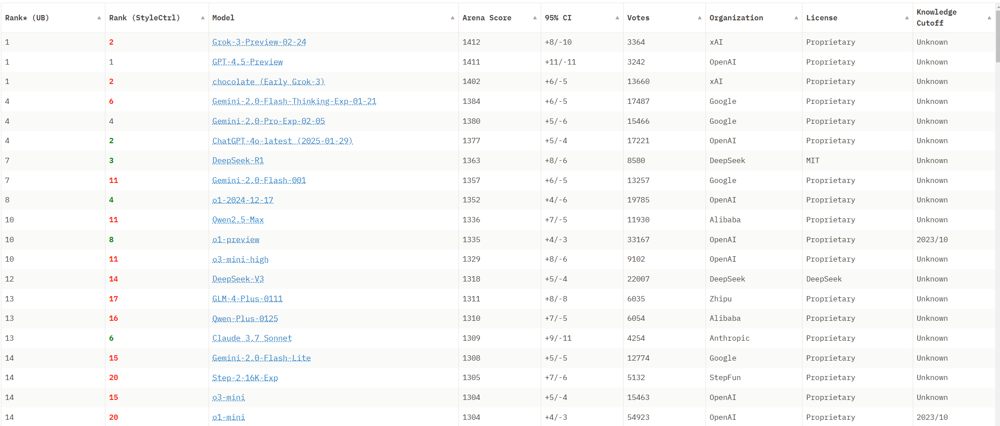 Rank* (UB) ▲ Rank (StyleCtrl) ▲ Model ▲ Arena Score ▲ 95% CI ▲ Votes ▲ Organization ▲ License ▲ Knowledge Cutoff ▲
1 2 Grok-3-Preview-02-24 1412 +8/-10 3364 xAI Proprietary Unknown
1 1 GPT-4.5-Preview 1411 +11/-11 3242 OpenAI Proprietary Unknown
1 2 chocolate (Early Grok-3) 1402 +6/-5 13660 xAI Proprietary Unknown
4 6 Gemini-2.0-Flash-Thinking-Exp-01-21 1384 +6/-5 17487 Google Proprietary Unknown
4 4 Gemini-2.0-Pro-Exp-02-05 1380 +5/-6 15466 Google Proprietary Unknown
4 2 ChatGPT-4o-latest (2025-01-29) 1377 +5/-4 17221 OpenAI Proprietary Unknown
7 3 DeepSeek-R1 1363 +8/-6 8580 DeepSeek MIT Unknown
7 11 Gemini-2.0-Flash-001 1357 +6/-5 13257 Google Proprietary Unknown
8 4 o1-2024-12-17 1352 +4/-6 19785 OpenAI Proprietary Unknown
10 11 Qwen2.5-Max 1336 +7/-5 11930 Alibaba Proprietary Unknown
10 8 o1-preview 1335 +4/-3 33167 OpenAI Proprietary 2023/10
10 11 o3-mini-high 1329 +8/-6 9102 OpenAI Proprietary Unknown
12 14 DeepSeek-V3 1318 +5/-4 22007 DeepSeek DeepSeek Unknown
13 17 GLM-4-Plus-0111 1311 +8/-8 6035 Zhipu Proprietary Unknown
13 16 Qwen-Plus-0125 1310 +7/-5 6054 Alibaba Proprietary Unknown
13 6 Claude 3.7 Sonnet 1309 +9/-11 4254 Anthropic Proprietary Unknown
14 15 Gemini-2.0-Flash-Lite 1308 +5/-5 12774 Google Proprietary Unknown
14 20 Step-2-16K-Exp 1305 +7/-6 5132 StepFun Proprietary Unknown
14 15 o3-mini 1304 +5/-4 15463 OpenAI Proprietary Unknown
14 20 o1-mini 1304 +4/-3 54923 OpenAI Proprietary 2023/10